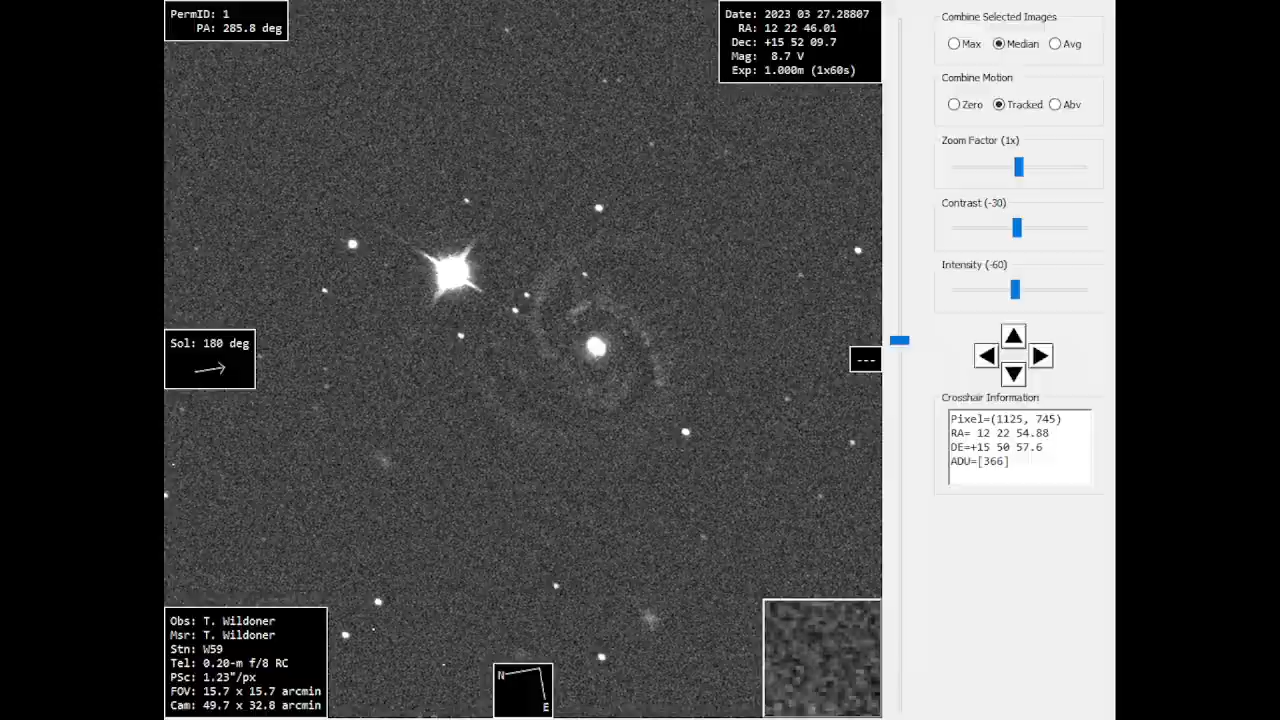 PermID: 1
PA: 285.8 deg
Date: 2023 03 27.28807
RA: 12 22 46.01
Dec: +15 52 09.7
Mag: 8.7 V
Exp: 1.000m (1x60s)
Sol: 180 deg
---
Obs: T. Wildoner
Msr: T. Wildoner
Stn: W59
Tel: 0.20-m f/8 RC
PSc: 1.23"/px
FOV: 15.7 x 15.7 arcmin
Cam: 49.7 x 32.8 arcmin
N
E
Combine Selected Images
Max Median Avg
Combine Motion
Zero Tracked Abv
Zoom Factor (1x)
Contrast (-30)
Intensity (-60)
Crosshair Information
Pixel=(1125, 745)
RA= 12 22 54.88
DE=+15 50 57.6
ADU=[366]